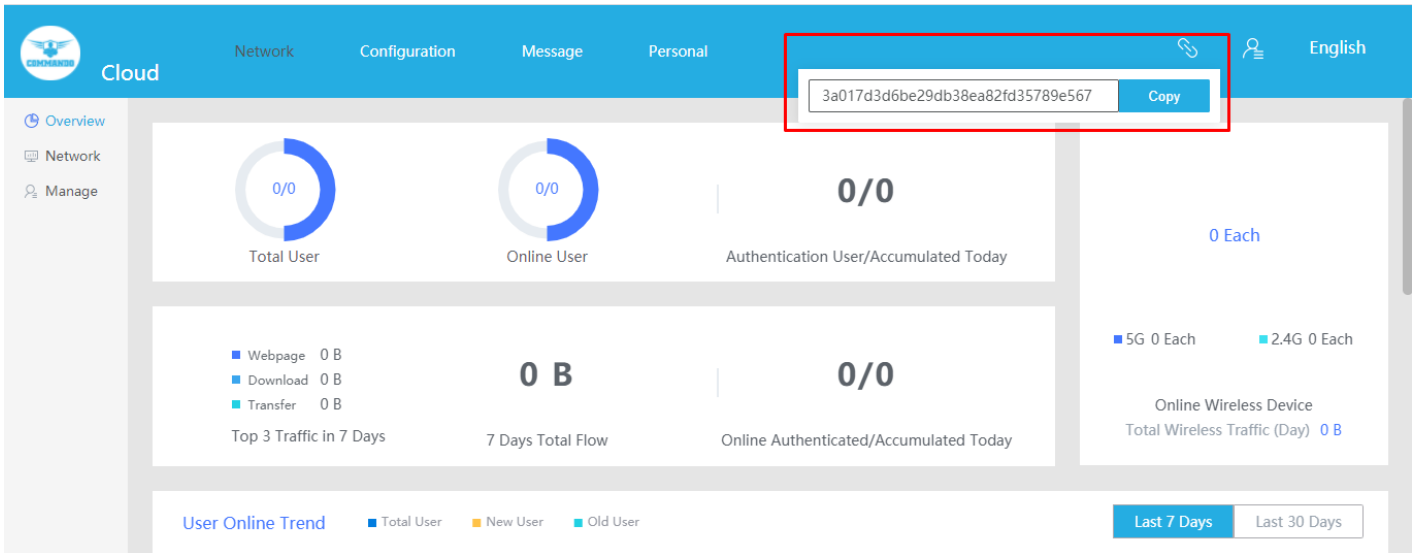 COMMANDO
Cloud
Network
Configuration
Message
Personal
English
3a017d3d6be29db38ea82fd35789e567
Copy
Overview
Network
Manage
0/0
Total User
0/0
Online User
0/0
Authentication User/Accumulated Today
0 Each
5G 0 Each
2.4G 0 Each
Online Wireless Device
Total Wireless Traffic (Day) 0 B
Webpage 0 B
Download 0 B
Transfer 0 B
Top 3 Traffic in 7 Days
0 B
7 Days Total Flow
0/0
Online Authenticated/Accumulated Today
User Online Trend
Total User
New User
Old User
Last 7 Days
Last 30 Days